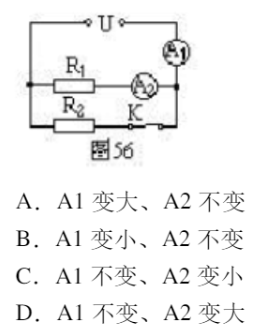 U
A1
R1
A2
R2
K
图56
A. A1 变大、A2 不变
B. A1 变小、A2 不变
C. A1 不变、A2 变小
D. A1 不变、A2 变大